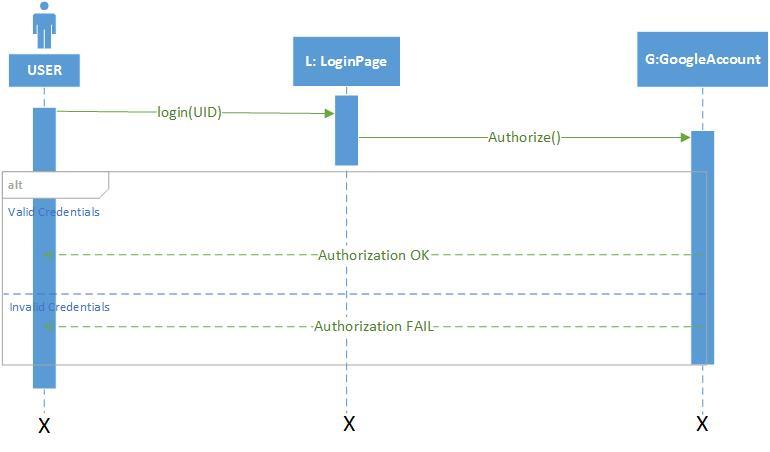 USER
L: LoginPage
G:GoogleAccount
login(UID)
Authorize()
alt
Valid Credentials
Authorization OK
Invalid Credentials
Authorization FAIL
X
X
X